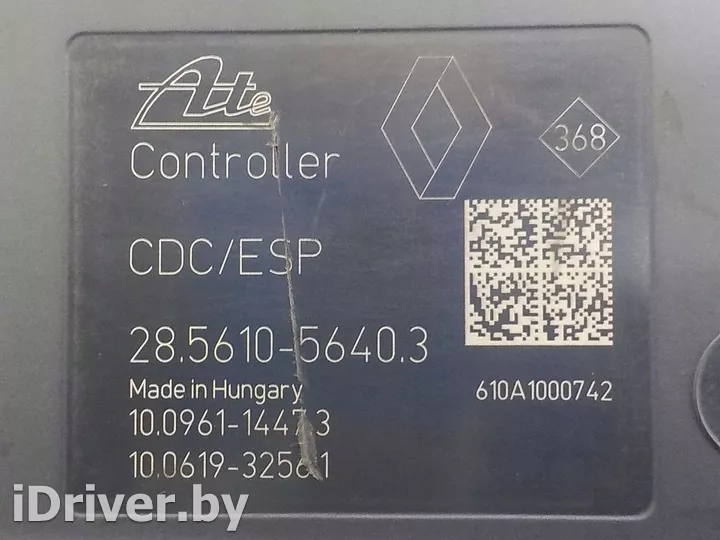 Ate
368
Controller
CDC/ESP
28.5610-5640.3
Made in Hungary
610A1000742
10.0961-1447.3
10.0619-3256.1
iDriver.by